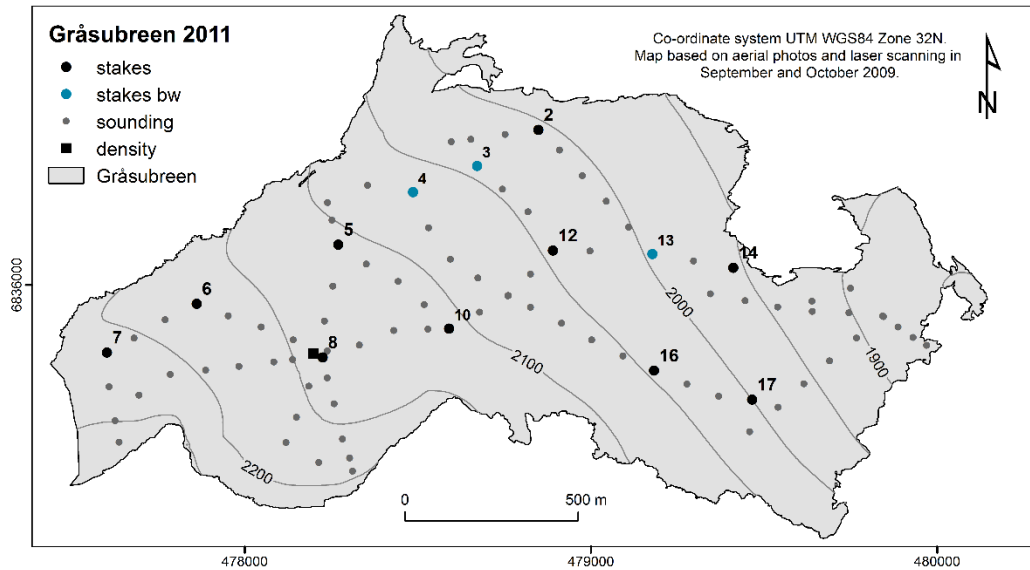 Gråsubreen 2011
stakes
stakes bw
sounding
density
Gråsubreen
Co-ordinate system UTM WGS84 Zone 32N.
Map based on aerial photos and laser scanning in
September and October 2009.
N
2
3
4
5
12
13
14
6836000
6
7
8
10
2000
2100
1900
16
17
2200
0
500 m
478000
479000
480000